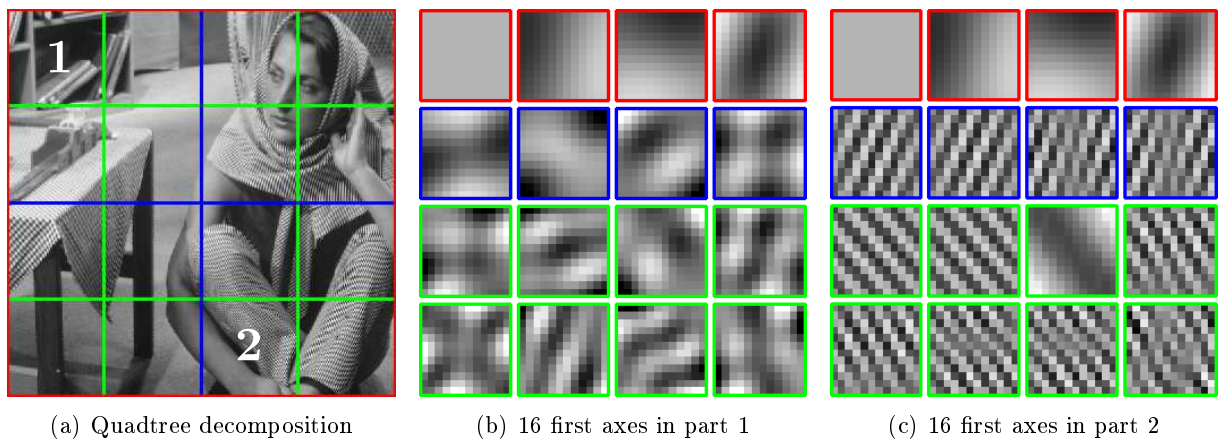 1
2
(a) Quadtree decomposition
(b) 16 first axes in part 1
(c) 16 first axes in part 2